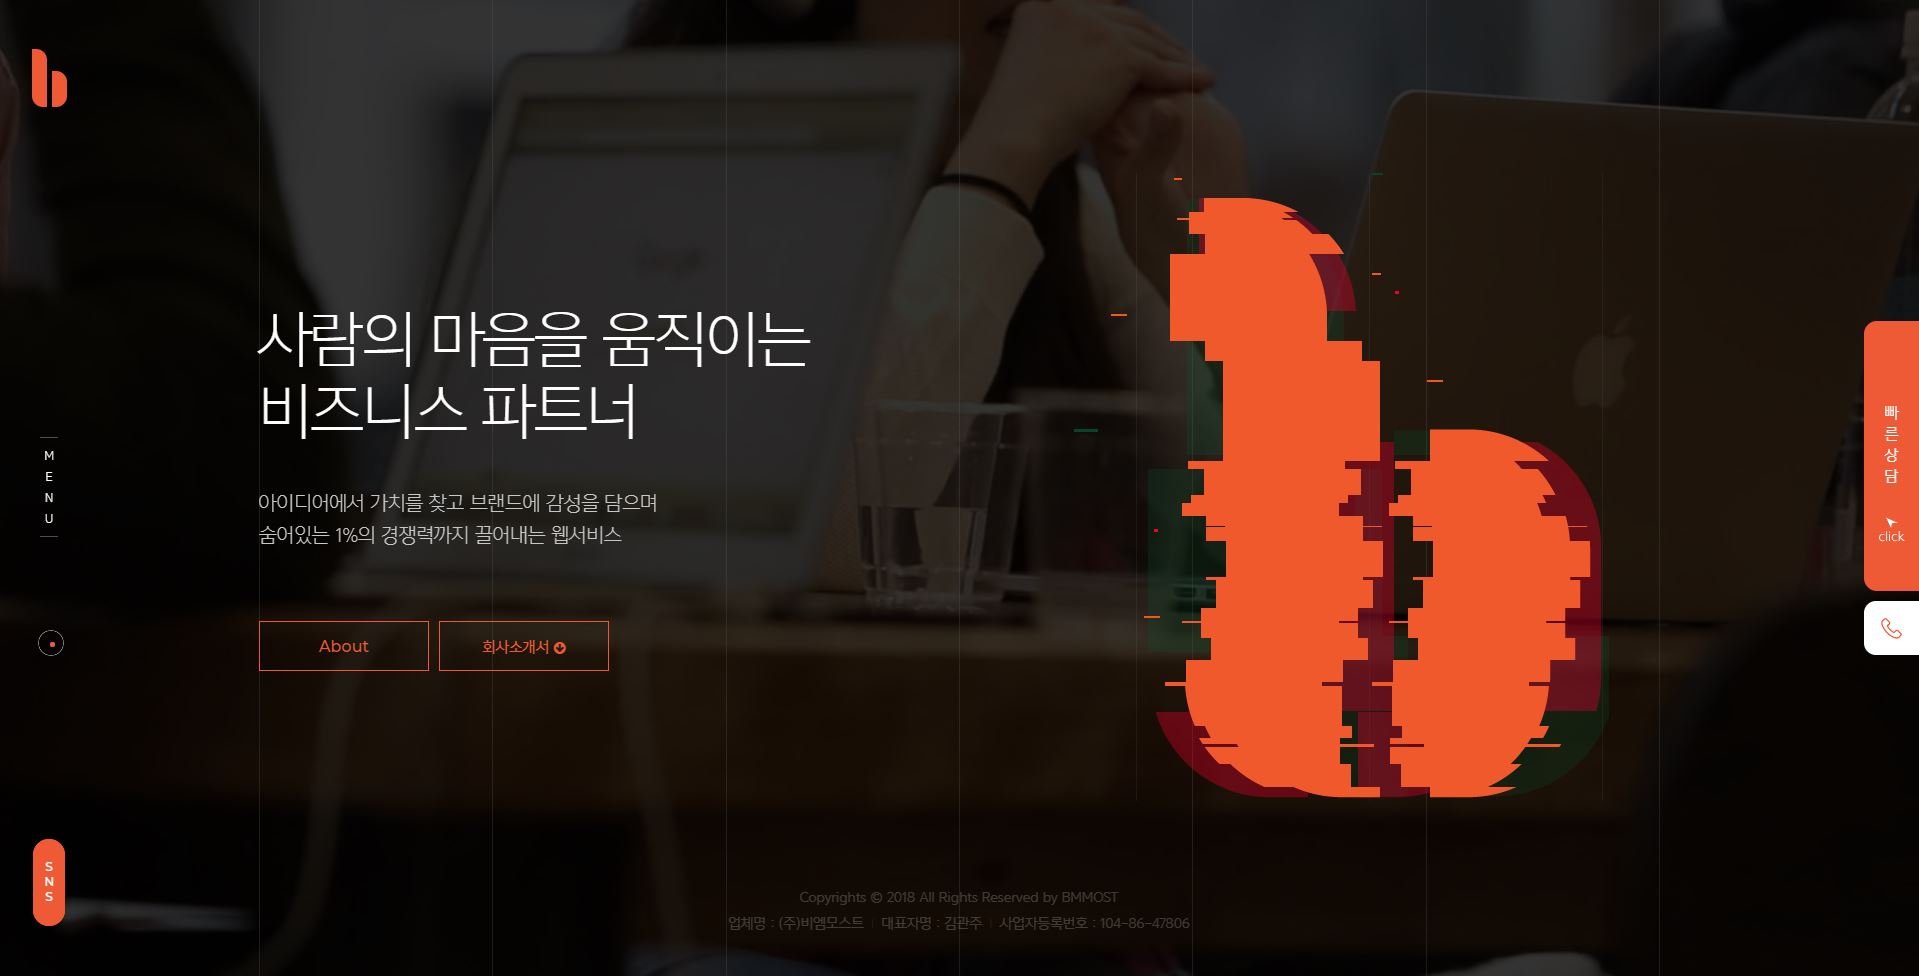 사람의 마음을 움직이는
비즈니스 파트너
아이디어에서 가치를 찾고 브랜드에 감성을 담으며
숨어있는 1%의 경쟁력까지 끌어내는 웹서비스
About
회사소개서
MENU
SNS
빠른상담
click
Google
Copyrights © 2018 All Rights Reserved by BMMOST
업체명 : (주)비엠모스트 | 대표자명 : 김관주 | 사업자등록번호 : 104-86-47806